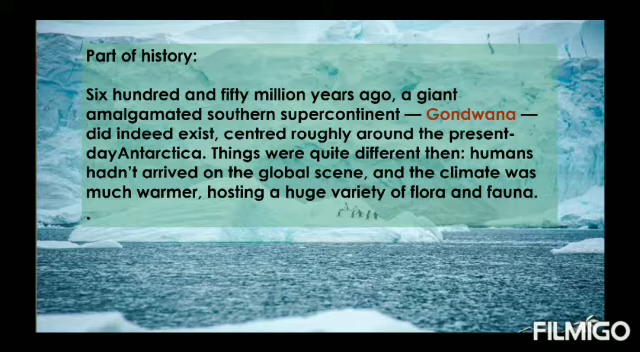 Part of history:
Six hundred and fifty million years ago, a giant
amalgamated southern supercontinent — Gondwana —
did indeed exist, centred roughly around the present-
dayAntarctica. Things were quite different then: humans
hadn't arrived on the global scene, and the climate was
much warmer, hosting a huge variety of flora and fauna.
.
FILMIGO